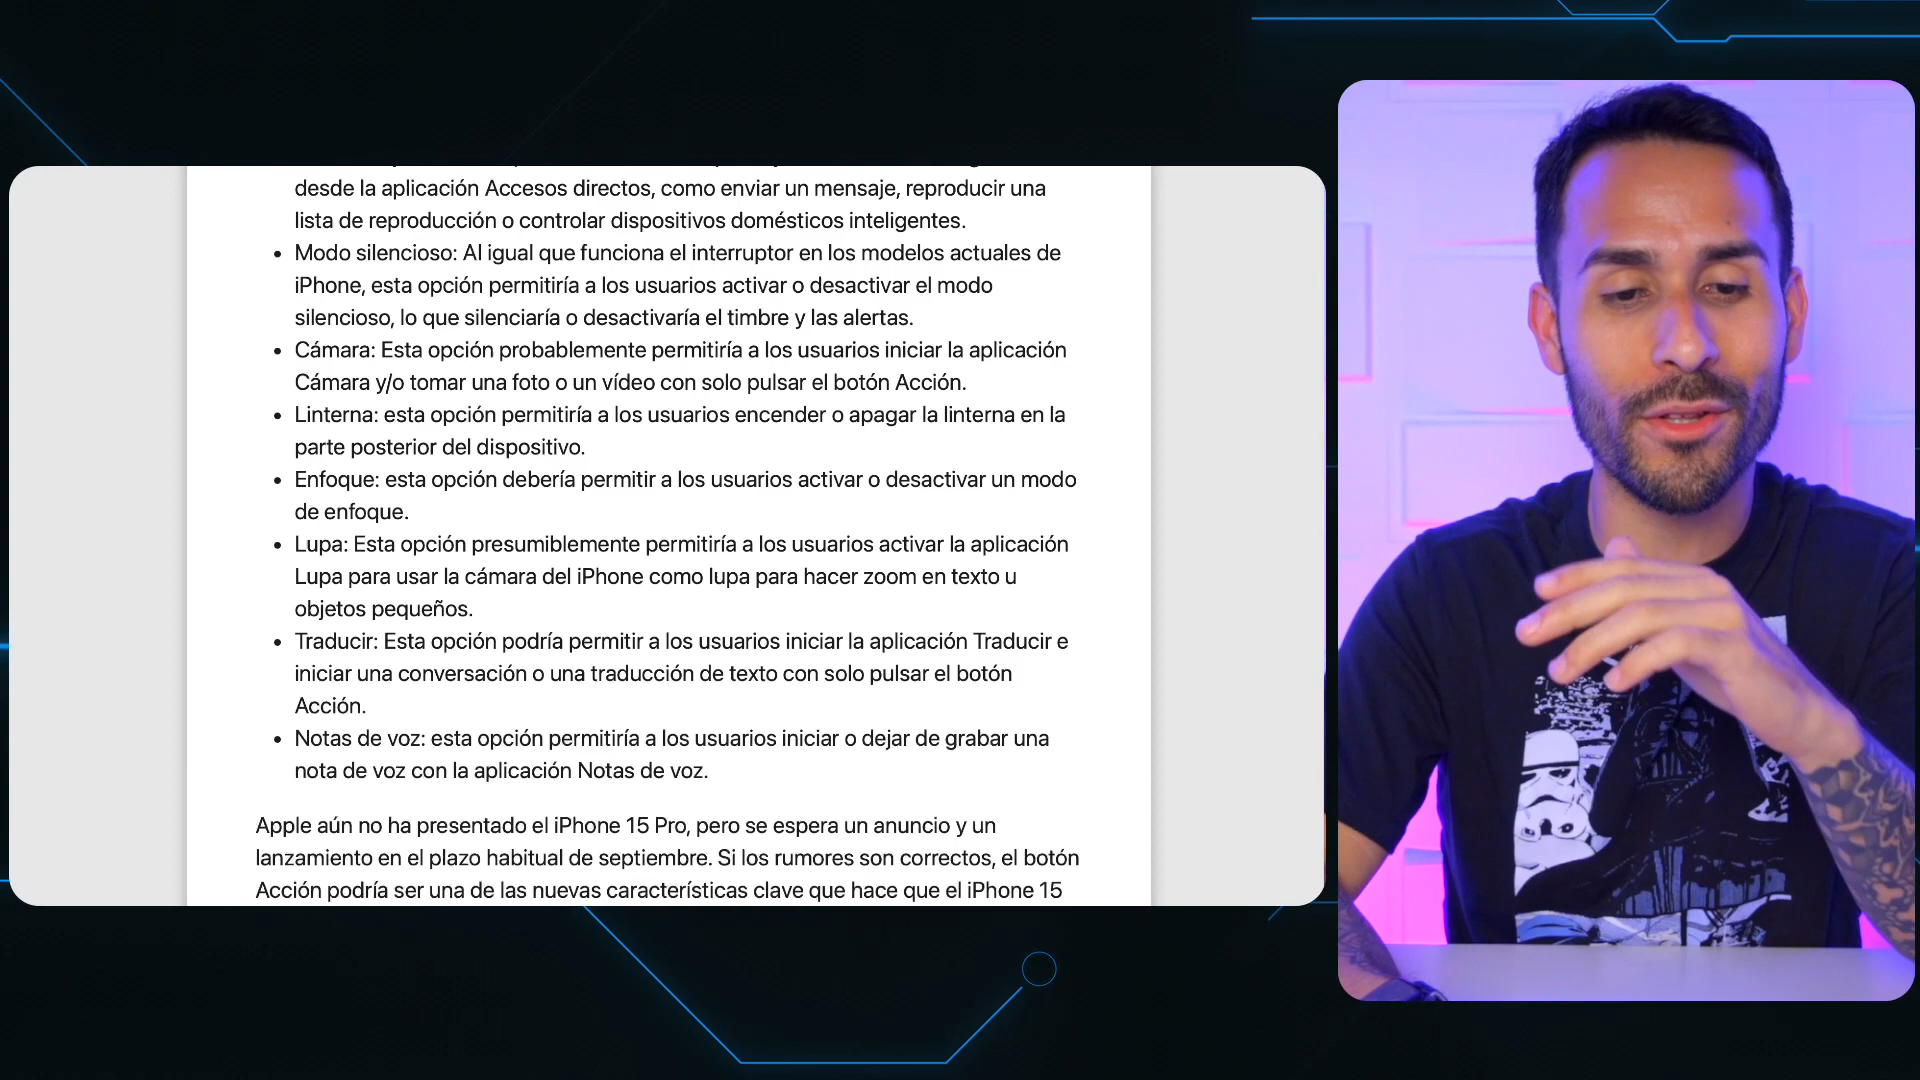 desde la aplicación Accesos directos, como enviar un mensaje, reproducir una
lista de reproducción o controlar dispositivos domésticos inteligentes.
• Modo silencioso: Al igual que funciona el interruptor en los modelos actuales de
iPhone, esta opción permitiría a los usuarios activar o desactivar el modo
silencioso, lo que silenciaría o desactivaría el timbre y las alertas.
• Cámara: Esta opción probablemente permitiría a los usuarios iniciar la aplicación
Cámara y/o tomar una foto o un vídeo con solo pulsar el botón Acción.
• Linterna: esta opción permitiría a los usuarios encender o apagar la linterna en la
parte posterior del dispositivo.
• Enfoque: esta opción debería permitir a los usuarios activar o desactivar un modo
de enfoque.
• Lupa: Esta opción presumiblemente permitiría a los usuarios activar la aplicación
Lupa para usar la cámara del iPhone como lupa para hacer zoom en texto u
objetos pequeños.
• Traducir: Esta opción podría permitir a los usuarios iniciar la aplicación Traducir e
iniciar una conversación o una traducción de texto con solo pulsar el botón
Acción.
• Notas de voz: esta opción permitiría a los usuarios iniciar o dejar de grabar una
nota de voz con la aplicación Notas de voz.
Apple aún no ha presentado el iPhone 15 Pro, pero se espera un anuncio y un
lanzamiento en el plazo habitual de septiembre. Si los rumores son correctos, el botón
Acción podría ser una de las nuevas características clave que hace que el iPhone 15